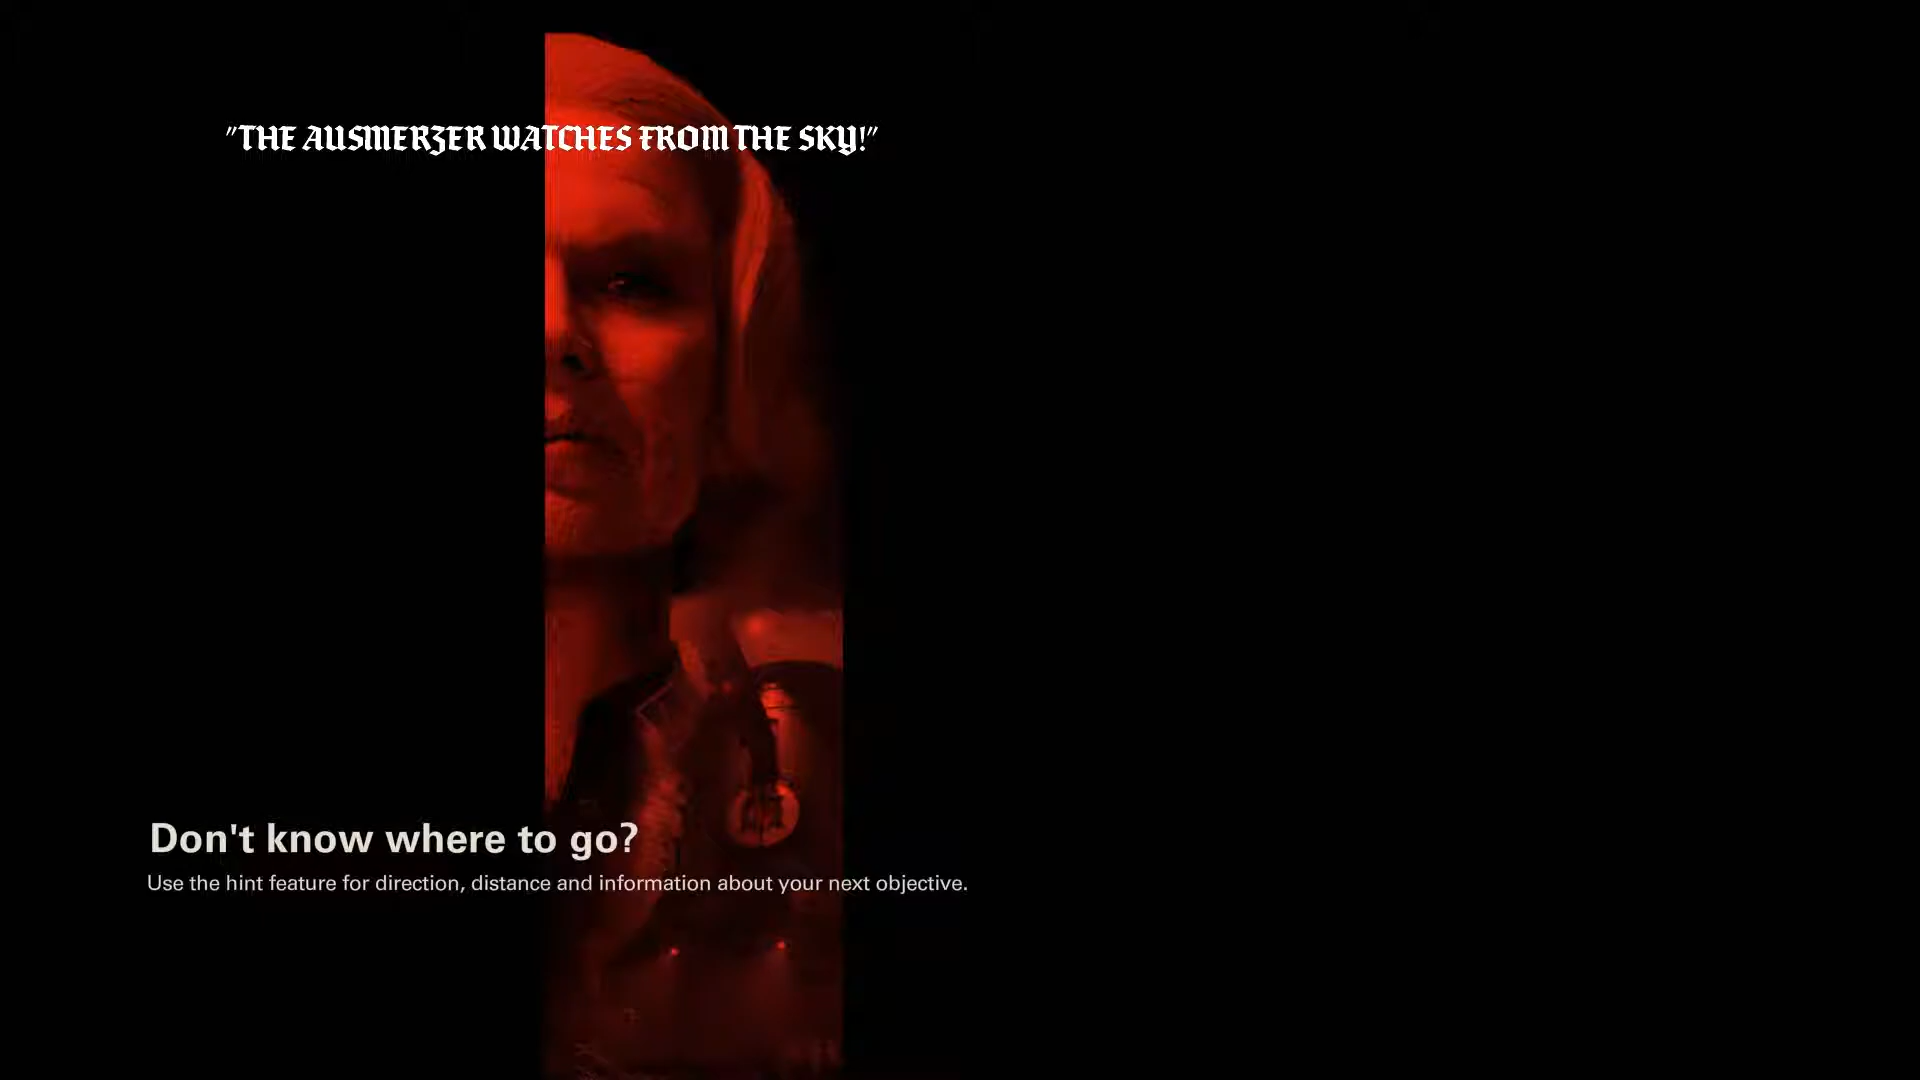 "THE AUSMERZER WATCHES FROM THE SKY!"
Don't know where to go?
Use the hint feature for direction, distance and information about your next objective.